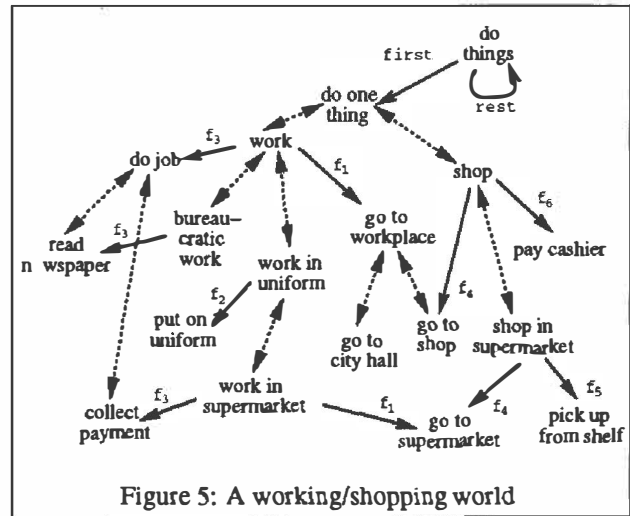 do
things
first
rest
do one
thing
f3
work
do job
f1
shop
f6
read
n wspaper
f3
bureau-
cratic
work
go to
workplace
pay cashier
work in
uniform
f2
f4
put on
uniform
go to
city hall
go to
shop
shop in
supermarket
collect
payment
f3
work in
supermarket
f1
go to
supermarket
f4
f5
pick up
from shelf
Figure 5: A working/shopping world